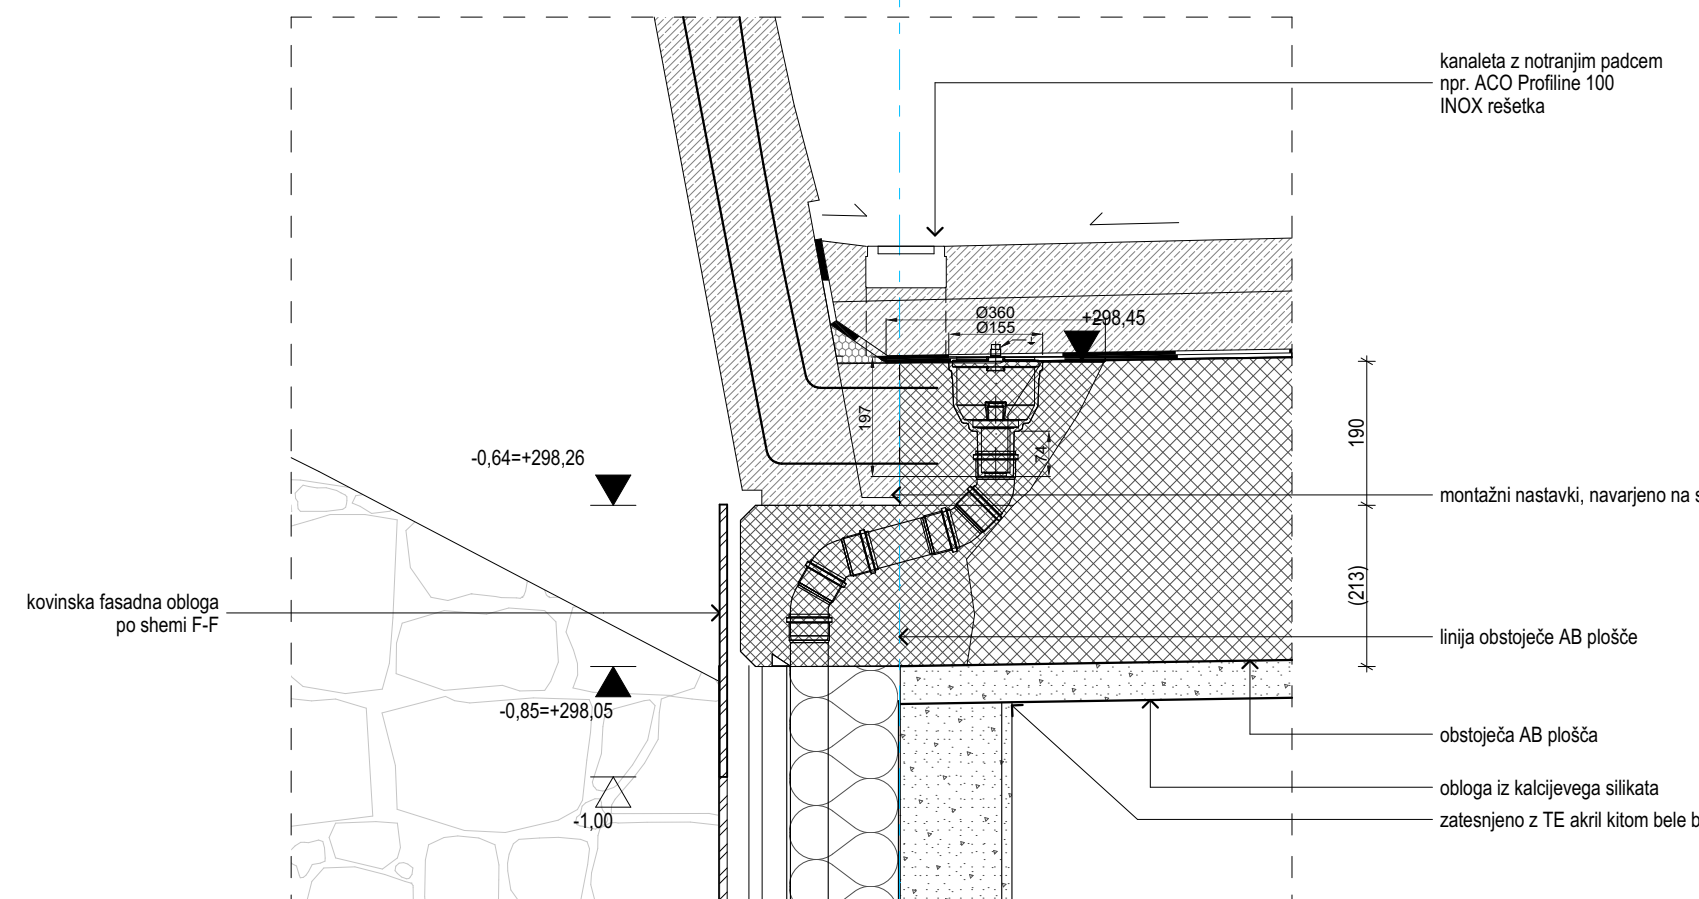 kanaleta z notranjim padcem
npr. ACO Profiline 100
INOX rešetka
Ø360
Ø155
+298,45
197
74
190
-0,64=+298,26
montažni nastavki, navarjeno na s
(213)
kovinska fasadna obloga
po shemi F-F
linija obstoječe AB plošče
-0,85=+298,05
obstoječa AB plošča
obloga iz kalcijevega silikata
-1,00
zatesnjeno z TE akril kitom bele b